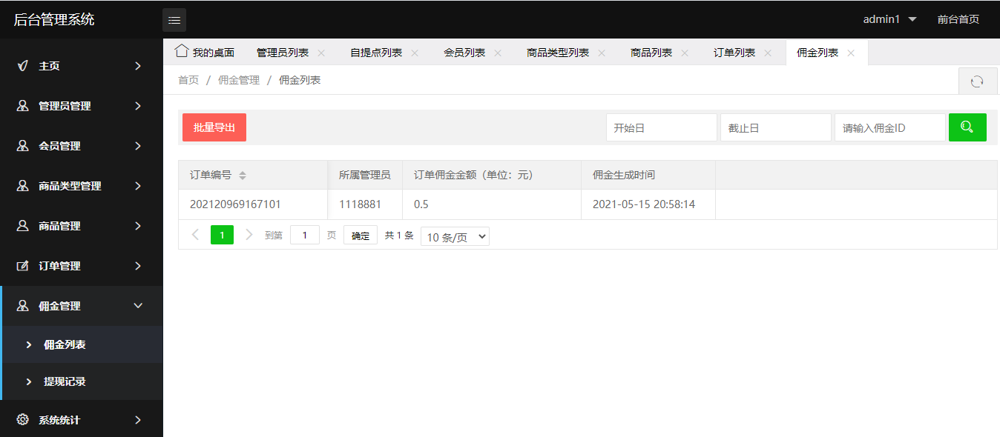 后台管理系统
admin1
前台首页
主页
管理员管理
会员管理
商品类型管理
商品管理
订单管理
佣金管理
佣金列表
提现记录
系统统计
我的桌面 管理员列表 自提点列表 会员列表 商品类型列表 商品列表 订单列表 佣金列表
首页 / 佣金管理 / 佣金列表
批量导出 开始日 截止日 请输入佣金ID
订单编号 所属管理员 订单佣金金额（单位：元） 佣金生成时间
202120969167101 1118881 0.5 2021-05-15 20:58:14
1 到第 1 页 确定 共 1 条 10 条/页